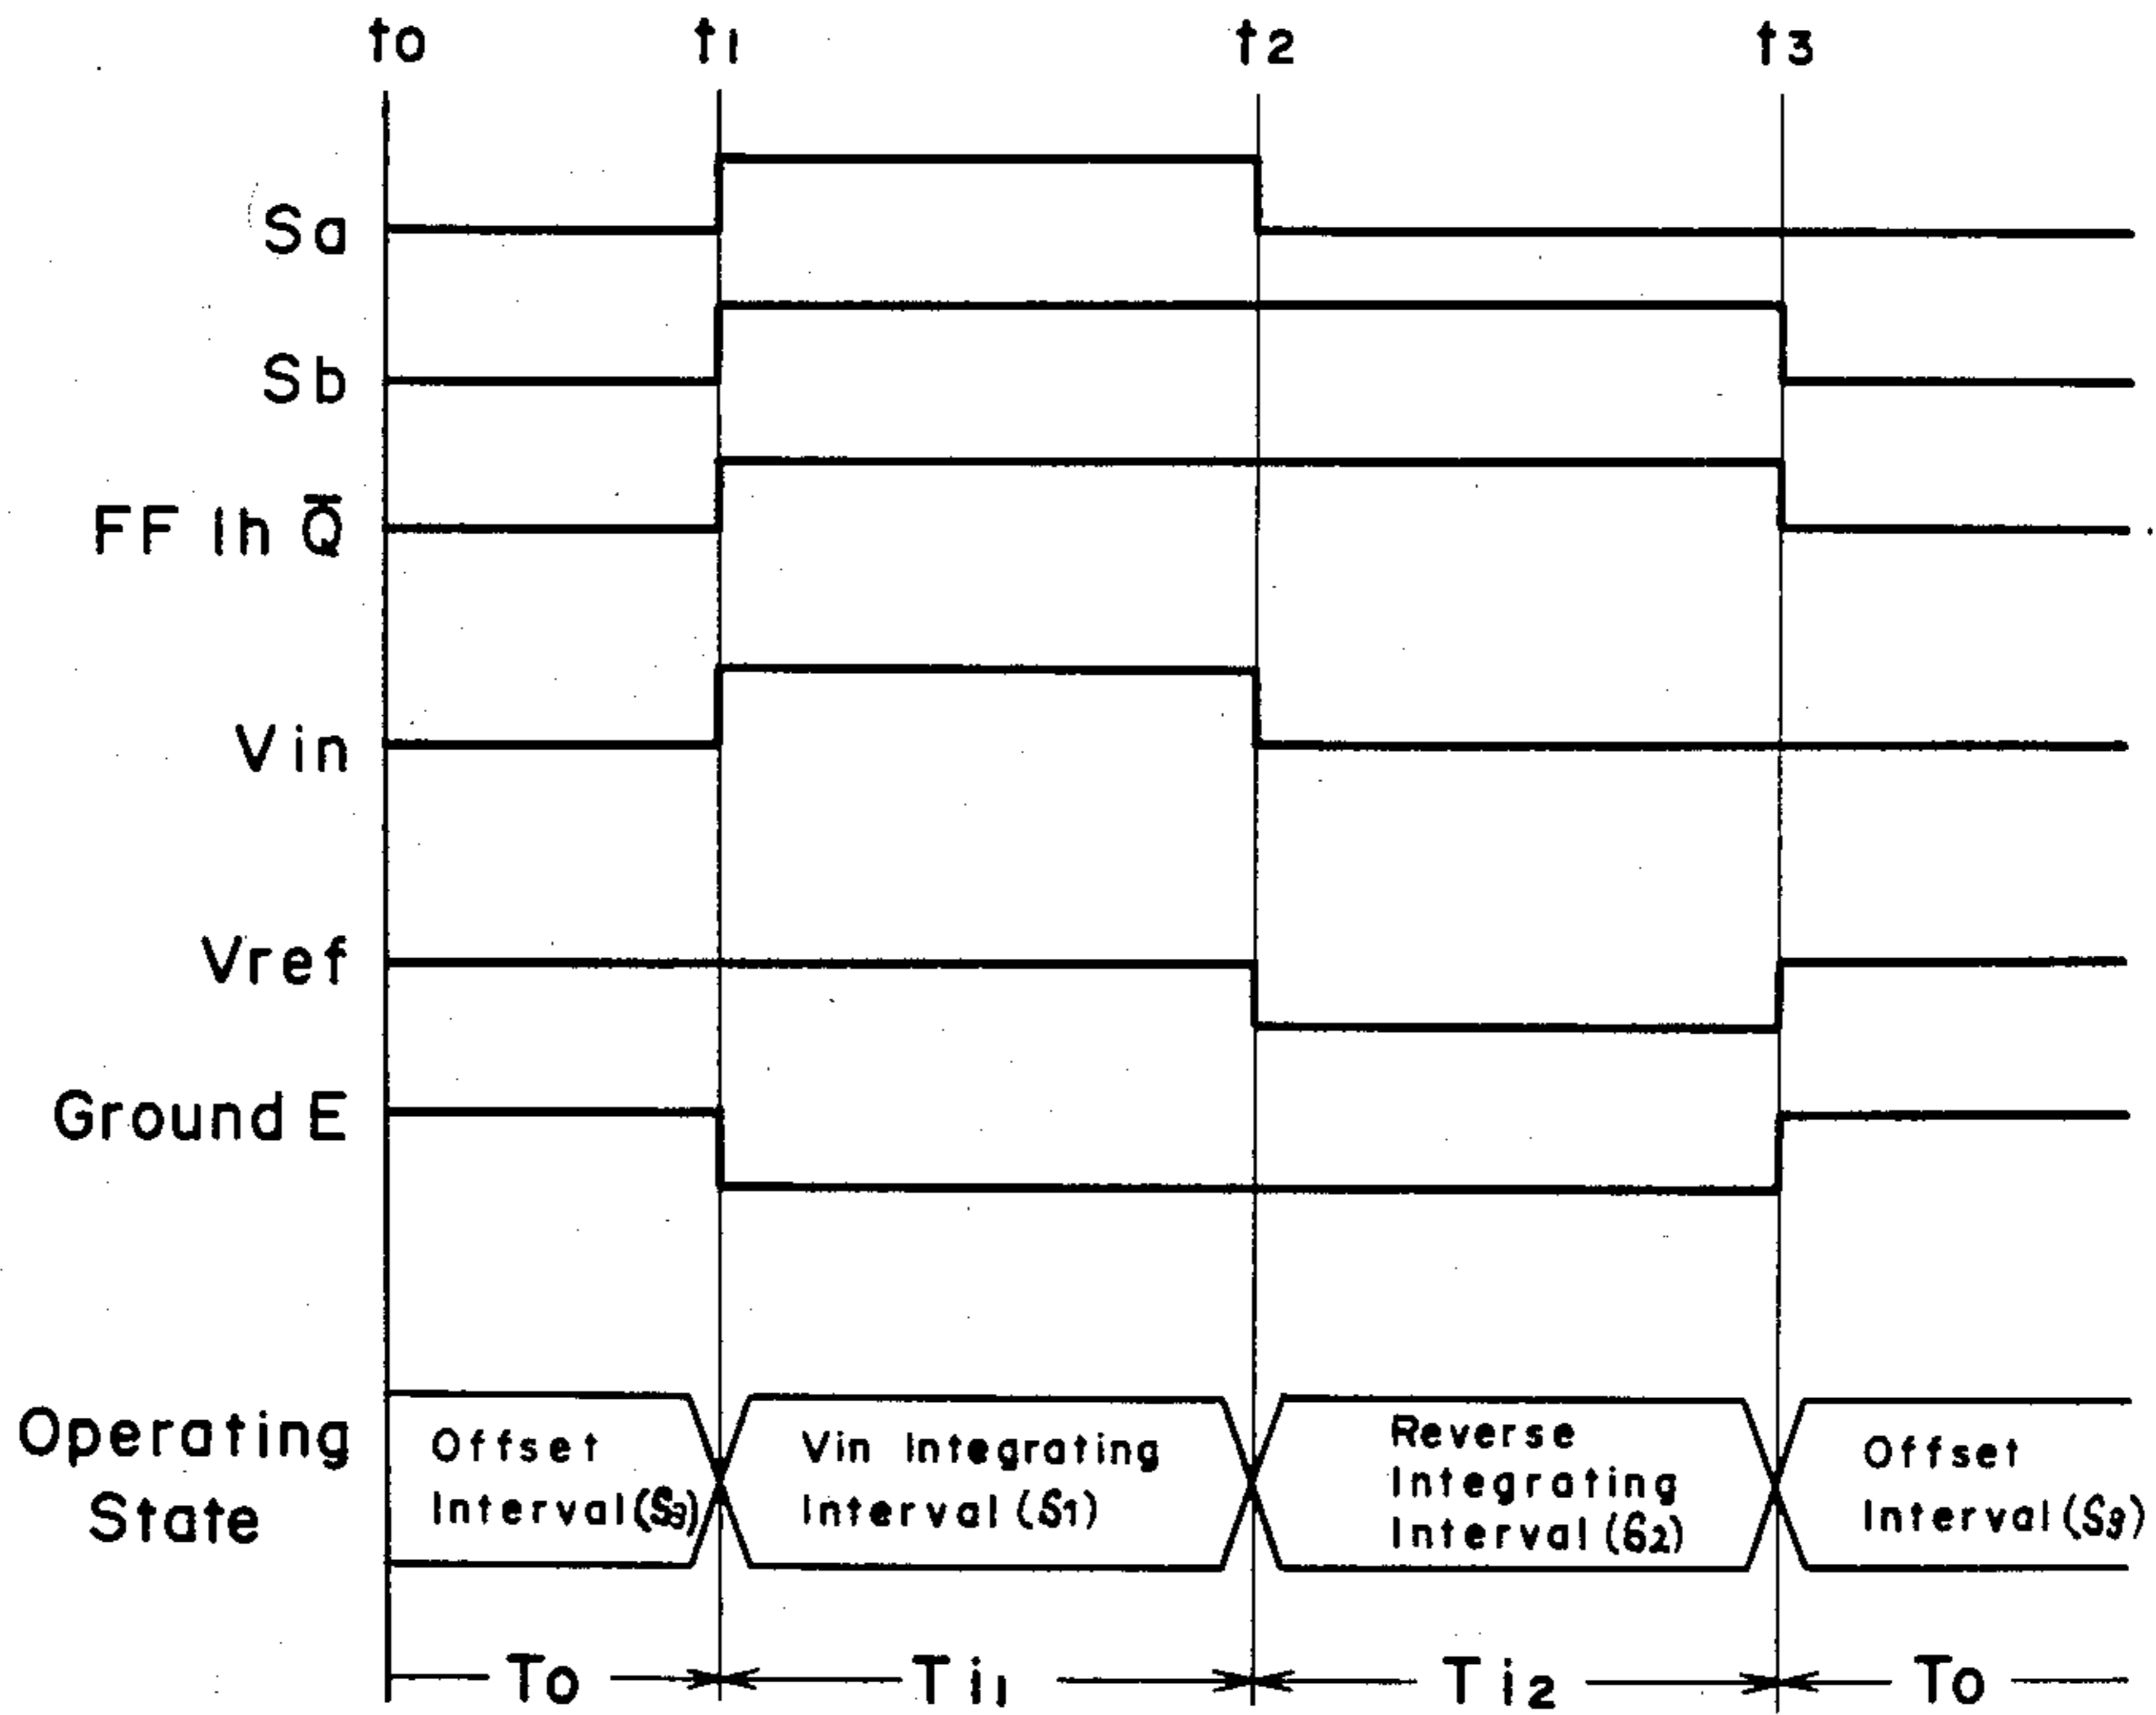 to t1 t2 t3
Sa
Sb
FF 1h Q̅
Vin
Vref
Ground E
Operating
State
Offset
Interval(S3)
Vin Integrating
Interval (S1)
Reverse
Integrating
Interval (S2)
Offset
Interval (S3)
To Ti1 Ti2 To